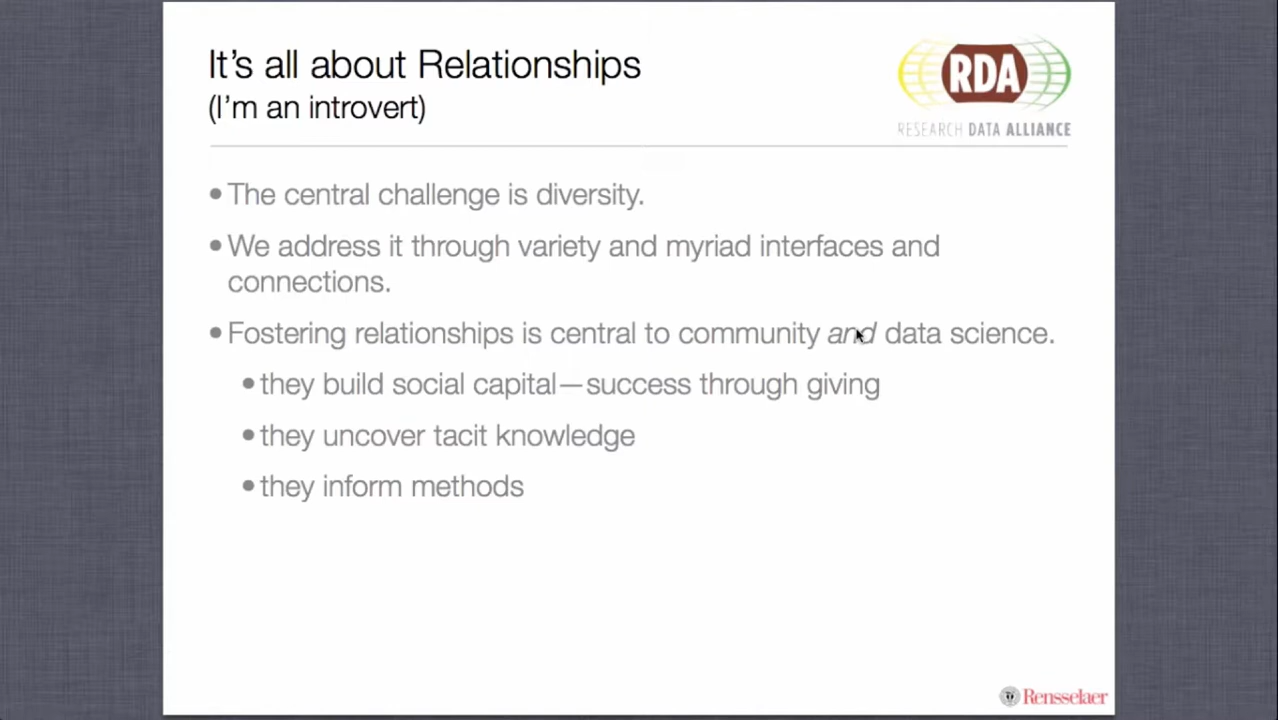 It's all about Relationships
(I'm an introvert)
RDA
RESEARCH DATA ALLIANCE
• The central challenge is diversity.
• We address it through variety and myriad interfaces and
connections.
• Fostering relationships is central to community and data science.
• they build social capital—success through giving
• they uncover tacit knowledge
• they inform methods
Rensselaer